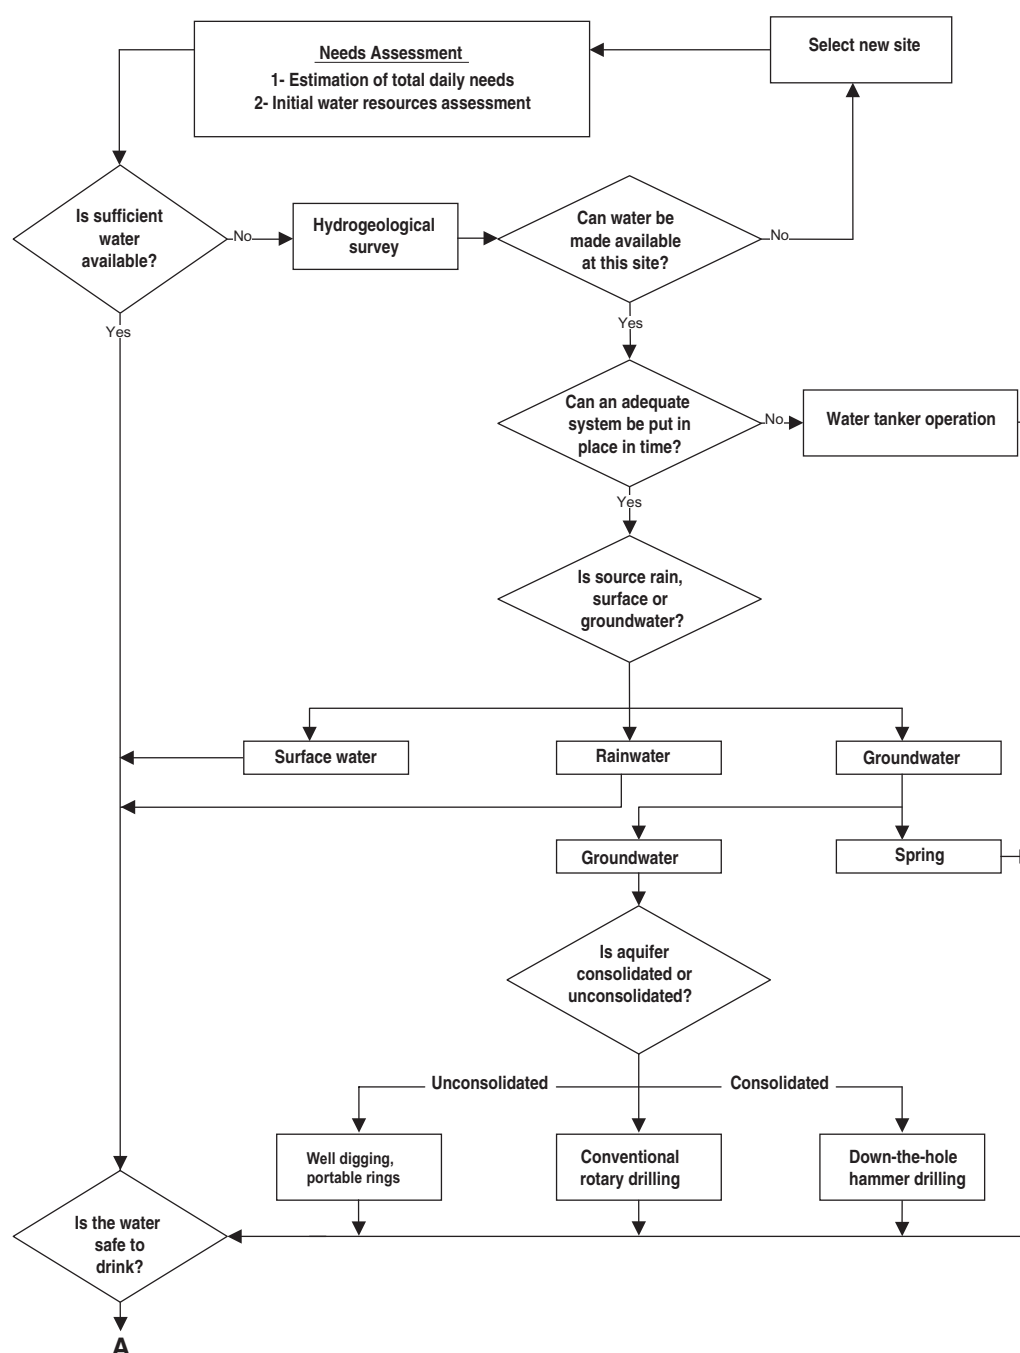 Needs Assessment
1- Estimation of total daily needs
2- Initial water resources assessment
Select new site
Is sufficient
water
available?
No
Hydrogeological
survey
Can water be
made available
at this site?
No
Yes
Yes
Can an adequate
system be put in
place in time?
No
Water tanker operation
Yes
Is source rain,
surface or
groundwater?
Surface water
Rainwater
Groundwater
Groundwater
Spring
Is aquifer
consolidated or
unconsolidated?
Unconsolidated
Consolidated
Well digging,
portable rings
Conventional
rotary drilling
Down-the-hole
hammer drilling
Is the water
safe to
drink?
A